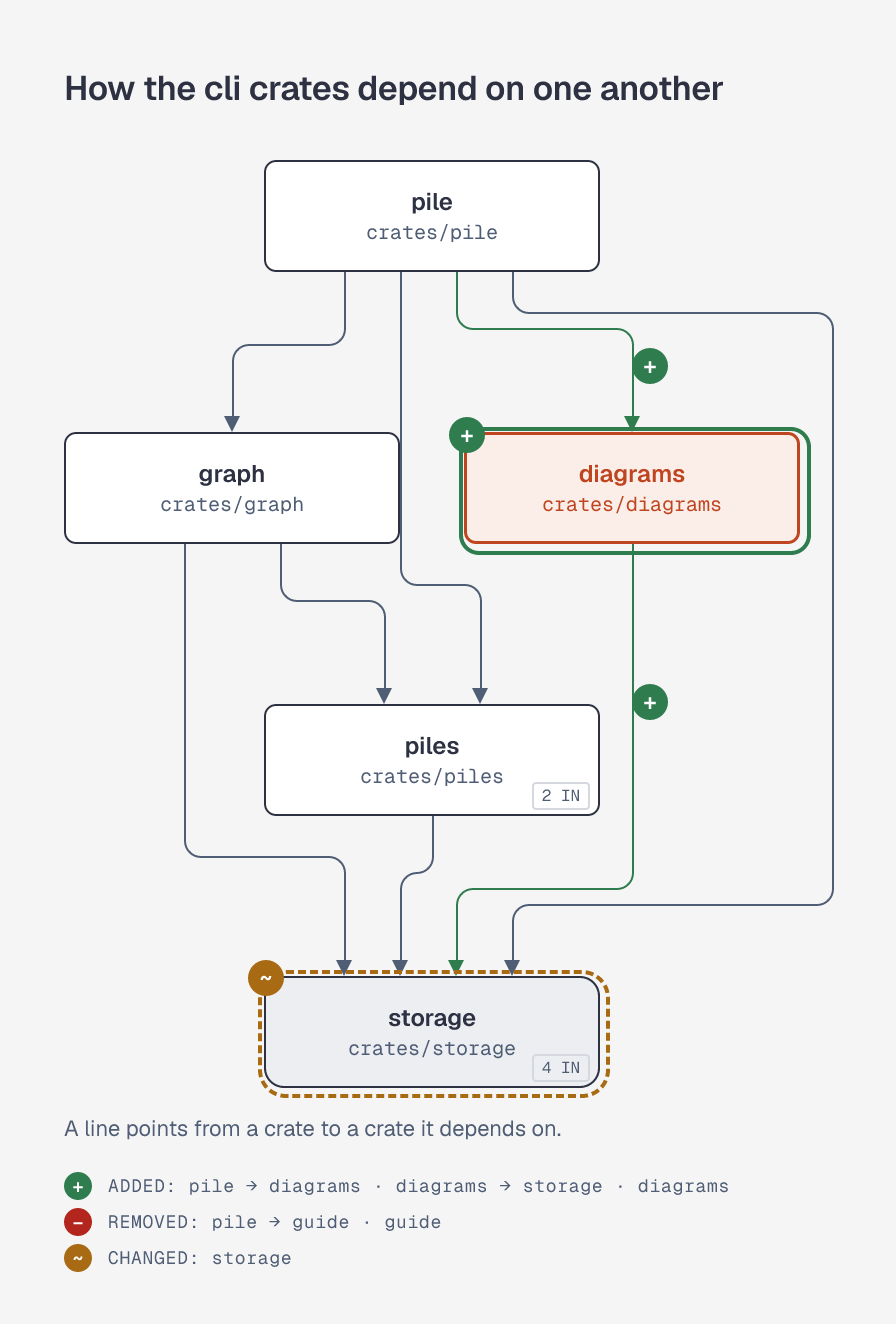 How the cli crates depend on one another
pile
crates/pile
+
graph
crates/graph
+
diagrams
crates/diagrams
+
piles
crates/piles
2 IN
~
storage
crates/storage
4 IN
A line points from a crate to a crate it depends on.
+ ADDED: pile → diagrams · diagrams → storage · diagrams
− REMOVED: pile → guide · guide
~ CHANGED: storage